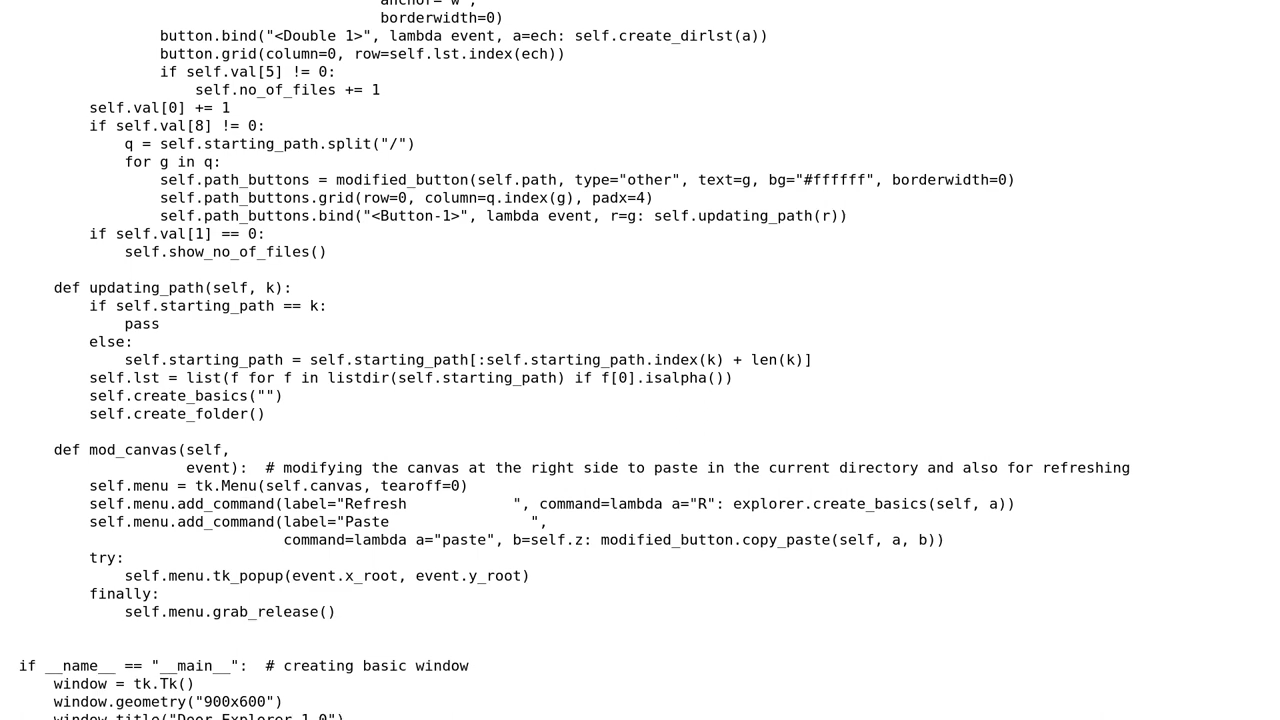 anchor="w",
borderwidth=0)
button.bind("<Double 1>", lambda event, a=ech: self.create_dirlst(a))
button.grid(column=0, row=self.lst.index(ech))
if self.val[5] != 0:
self.no_of_files += 1
self.val[0] += 1
if self.val[8] != 0:
q = self.starting_path.split("/")
for g in q:
self.path_buttons = modified_button(self.path, type="other", text=g, bg="#ffffff", borderwidth=0)
self.path_buttons.grid(row=0, column=q.index(g), padx=4)
self.path_buttons.bind("<Button-1>", lambda event, r=g: self.updating_path(r))
if self.val[1] == 0:
self.show_no_of_files()
def updating_path(self, k):
if self.starting_path == k:
pass
else:
self.starting_path = self.starting_path[:self.starting_path.index(k) + len(k)]
self.lst = list(f for f in listdir(self.starting_path) if f[0].isalpha())
self.create_basics("")
self.create_folder()
def mod_canvas(self,
event):  # modifying the canvas at the right side to paste in the current directory and also for refreshing
self.menu = tk.Menu(self.canvas, tearoff=0)
self.menu.add_command(label="Refresh            ", command=lambda a="R": explorer.create_basics(self, a))
self.menu.add_command(label="Paste                ",
command=lambda a="paste", b=self.z: modified_button.copy_paste(self, a, b))
try:
self.menu.tk_popup(event.x_root, event.y_root)
finally:
self.menu.grab_release()
if __name__ == "__main__":  # creating basic window
window = tk.Tk()
window.geometry("900x600")
window.title("Door Explorer 1.0")